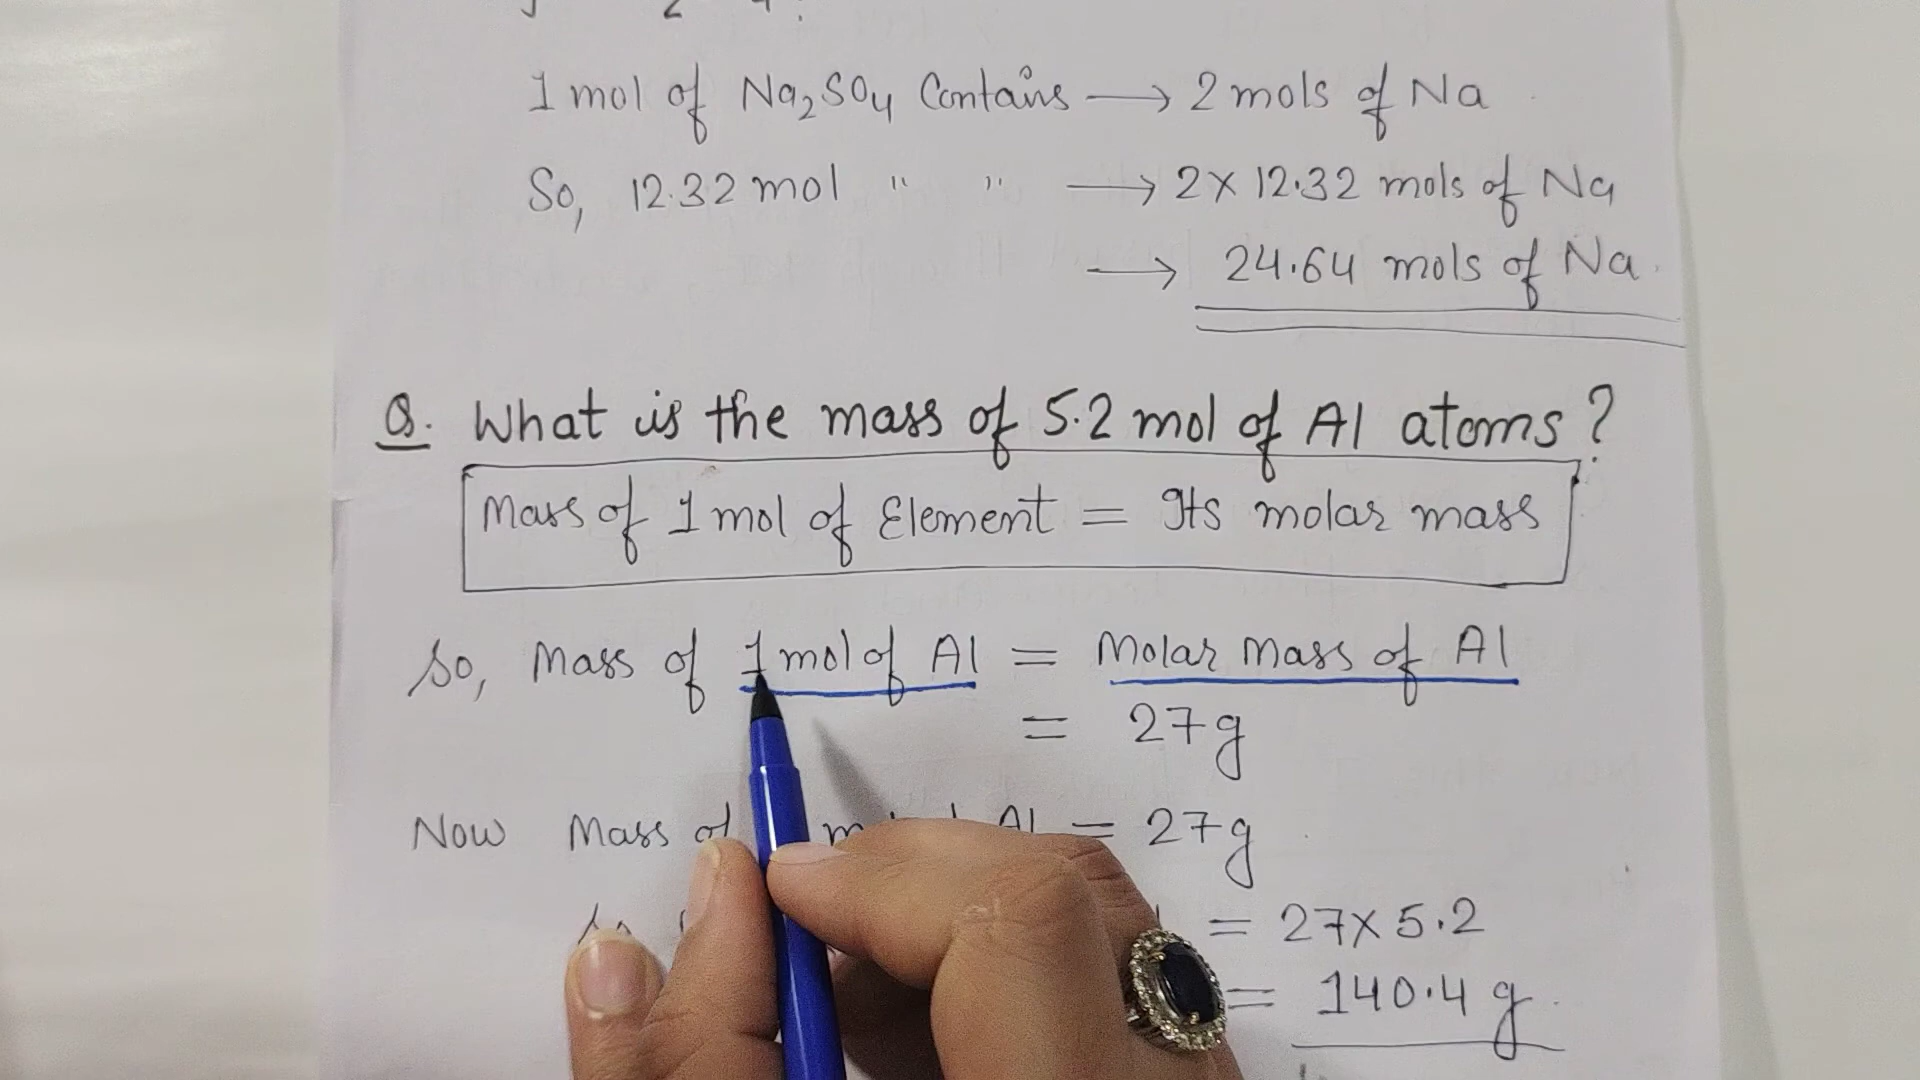 1 mol of Na₂SO₄ Contains → 2 mols of Na
So, 12.32 mol " " → 2 x 12.32 mols of Na
→ 24.64 mols of Na.
Q. What is the mass of 5.2 mol of Al atoms?
Mass of 1 mol of Element = Its molar mass
So, Mass of 1 mol of Al = Molar Mass of Al
= 27g
Now Mass of Al = 27g
= 27 x 5.2
= 140.4 g.